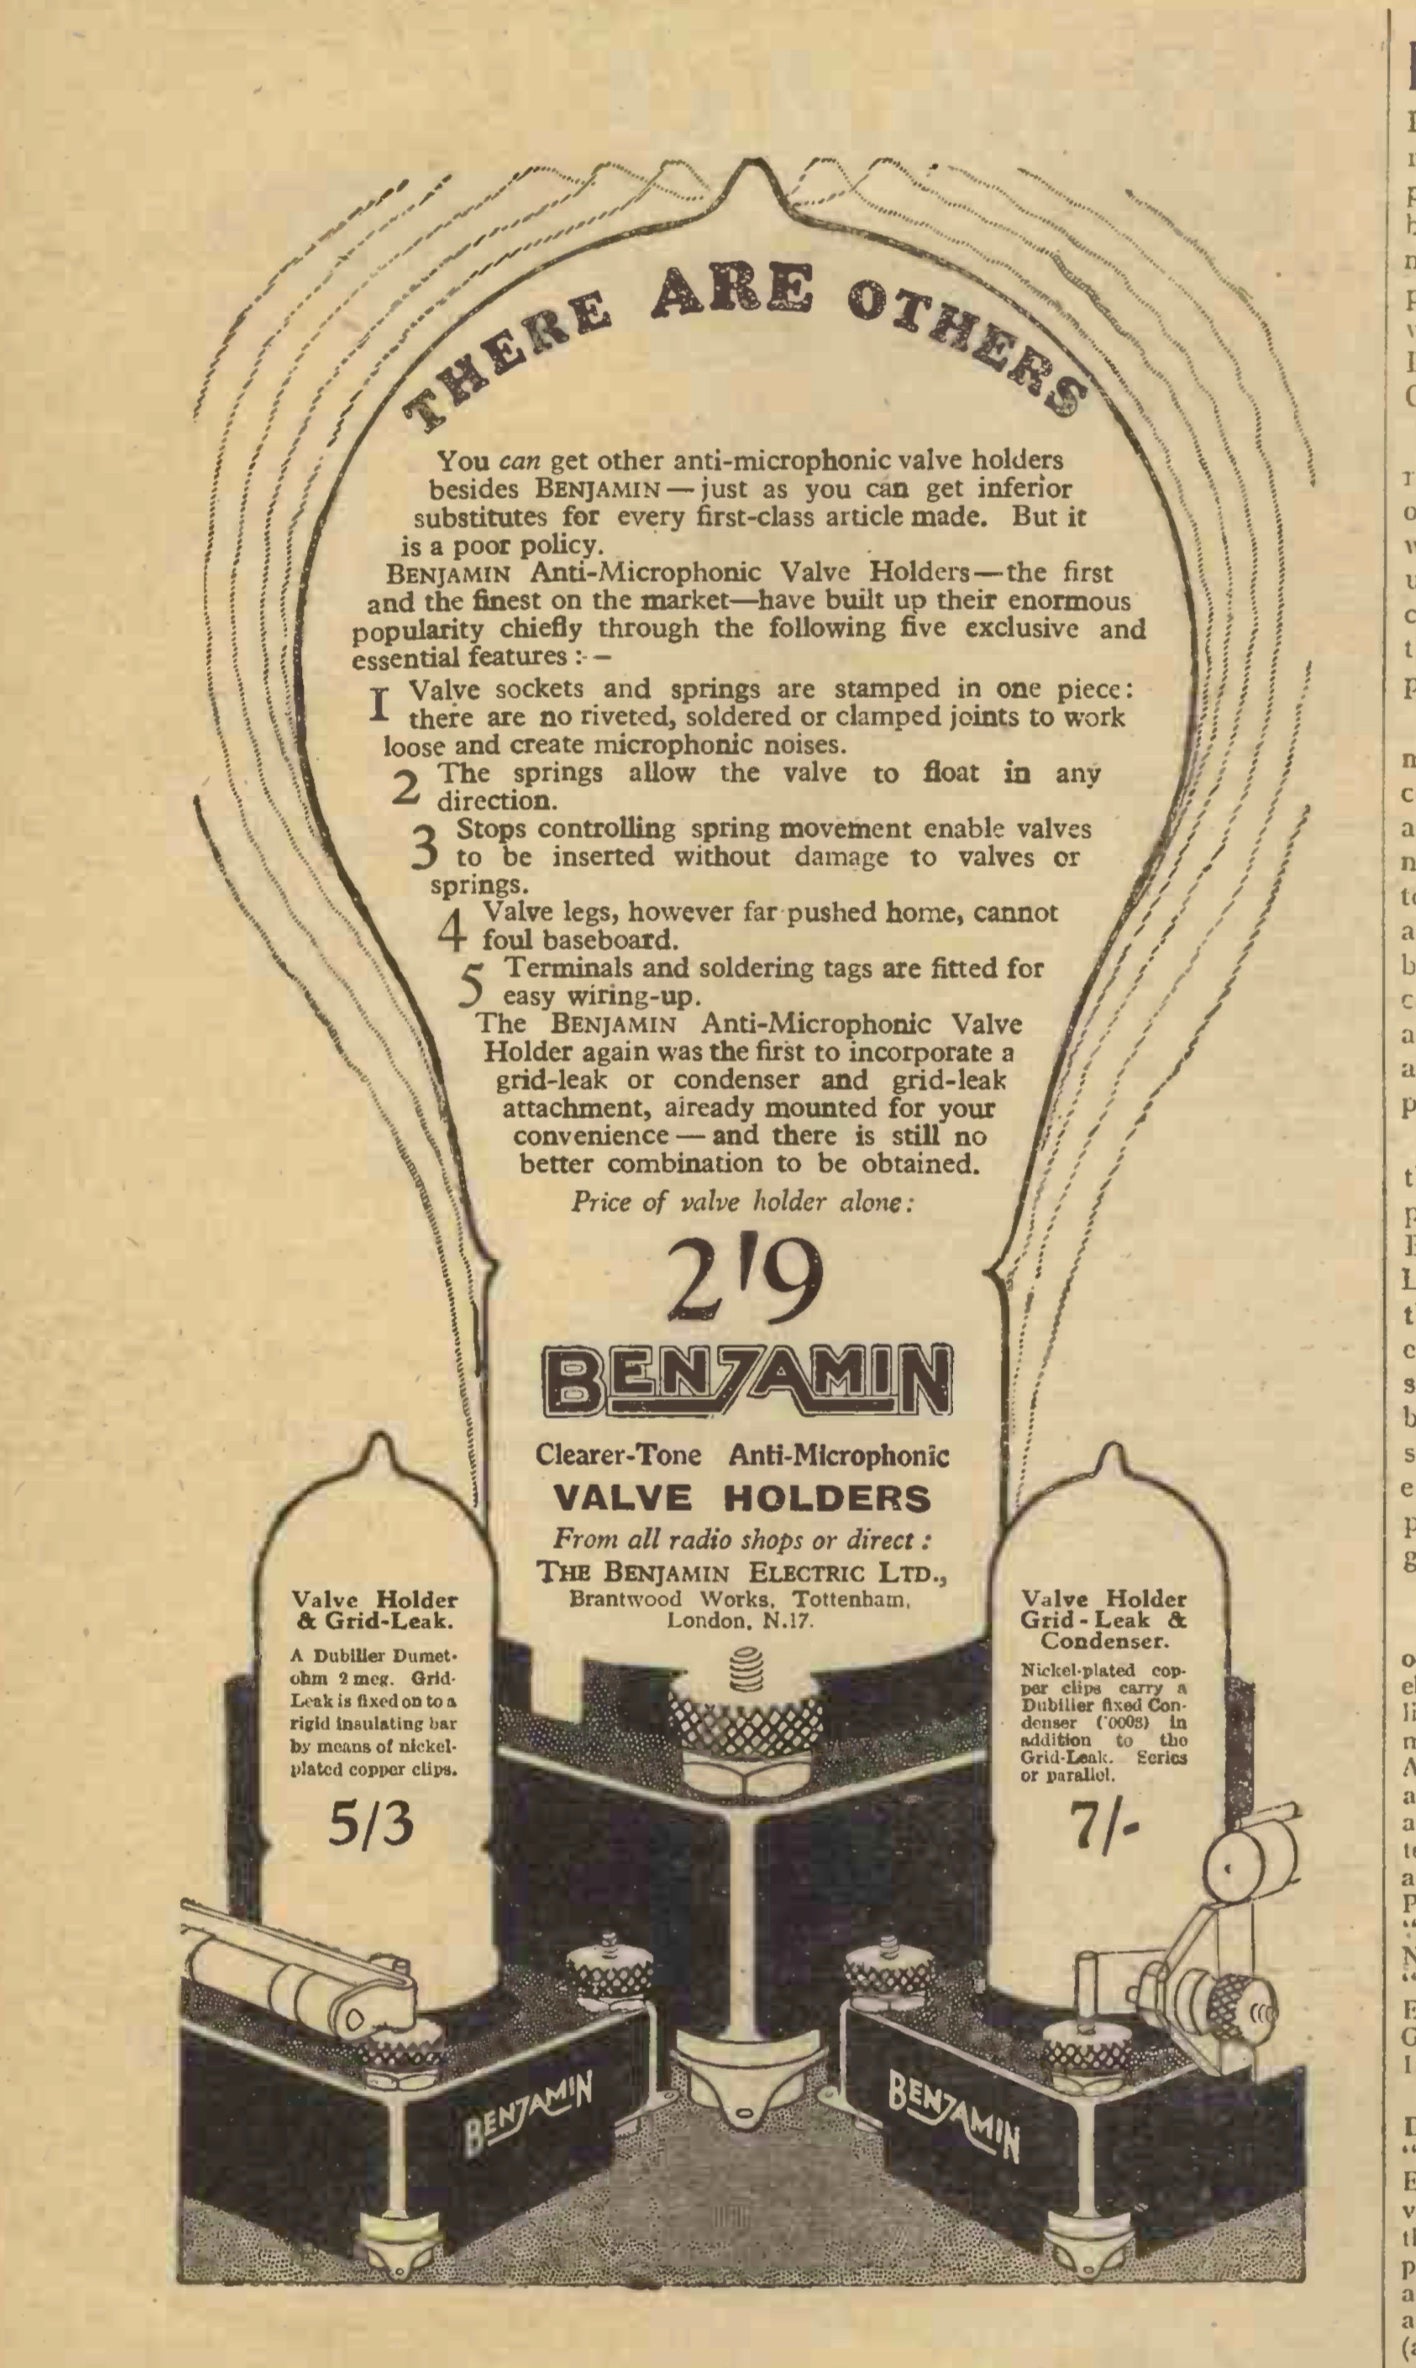 THERE ARE OTHERS
You can get other anti-microphonic valve holders
besides BENJAMIN — just as you can get inferior
substitutes for every first-class article made. But it
is a poor policy.
BENJAMIN Anti-Microphonic Valve Holders—the first
and the finest on the market—have built up their enormous
popularity chiefly through the following five exclusive and
essential features :- —
1 Valve sockets and springs are stamped in one piece:
there are no riveted, soldered or clamped joints to work
loose and create microphonic noises.
2 The springs allow the valve to float in any
direction.
3 Stops controlling spring movement enable valves
to be inserted without damage to valves or
springs.
4 Valve legs, however far pushed home, cannot
foul baseboard.
5 Terminals and soldering tags are fitted for
easy wiring-up.
The BENJAMIN Anti-Microphonic Valve
Holder again was the first to incorporate a
grid-leak or condenser and grid-leak
attachment, already mounted for your
convenience — and there is still no
better combination to be obtained.
Price of valve holder alone:
2'9
BENJAMIN
Clearer-Tone Anti-Microphonic
VALVE HOLDERS
From all radio shops or direct :
THE BENJAMIN ELECTRIC LTD.,
Brantwood Works, Tottenham,
London, N.17.
Valve Holder
& Grid-Leak.
A Dubilier Dumet-
ohm 2 meg. Grid-
Leak is fixed on to a
rigid insulating bar
by means of nickel-
plated copper clips.
5/3
Valve Holder
Grid - Leak &
Condenser.
Nickel-plated cop-
per clips carry a
Dubilier fixed Con-
denser (·0003) in
addition to the
Grid-Leak. Series
or parallel.
7/-
BENJAMIN
BENJAMIN